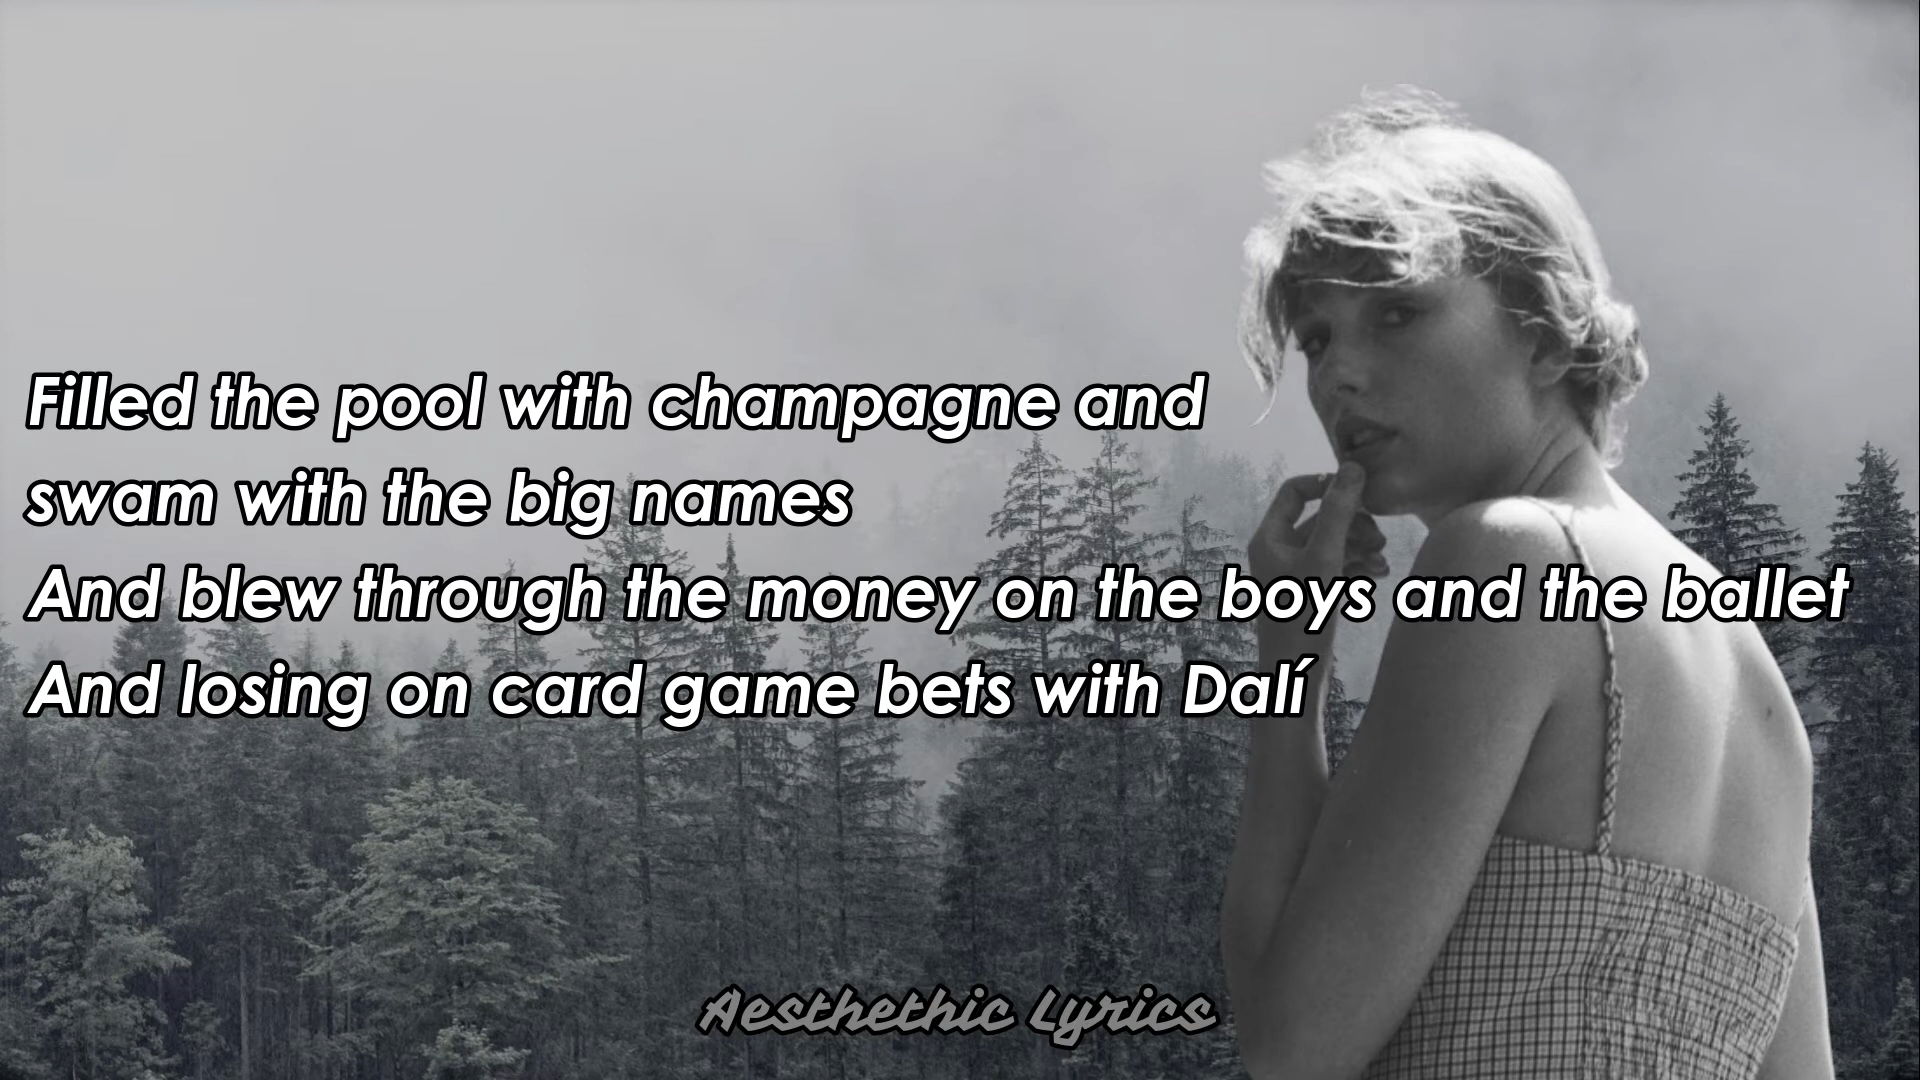 Filled the pool with champagne and
swam with the big names
And blew through the money on the boys and the ballet
And losing on card game bets with Dalí
Aesthethic Lyrics